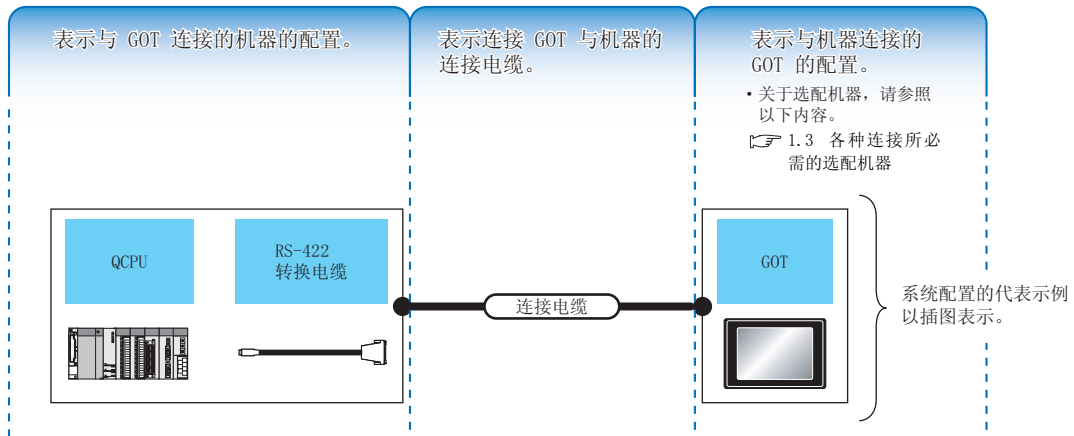 表示与 GOT 连接的机器的配置。
表示连接 GOT 与机器的
连接电缆。
表示与机器连接的
GOT 的配置。
・关于选配机器，请参照
以下内容。
1.3 各种连接所必
需的选配机器
QCPU
RS-422
转换电缆
连接电缆
GOT
系统配置的代表示例
以插图表示。